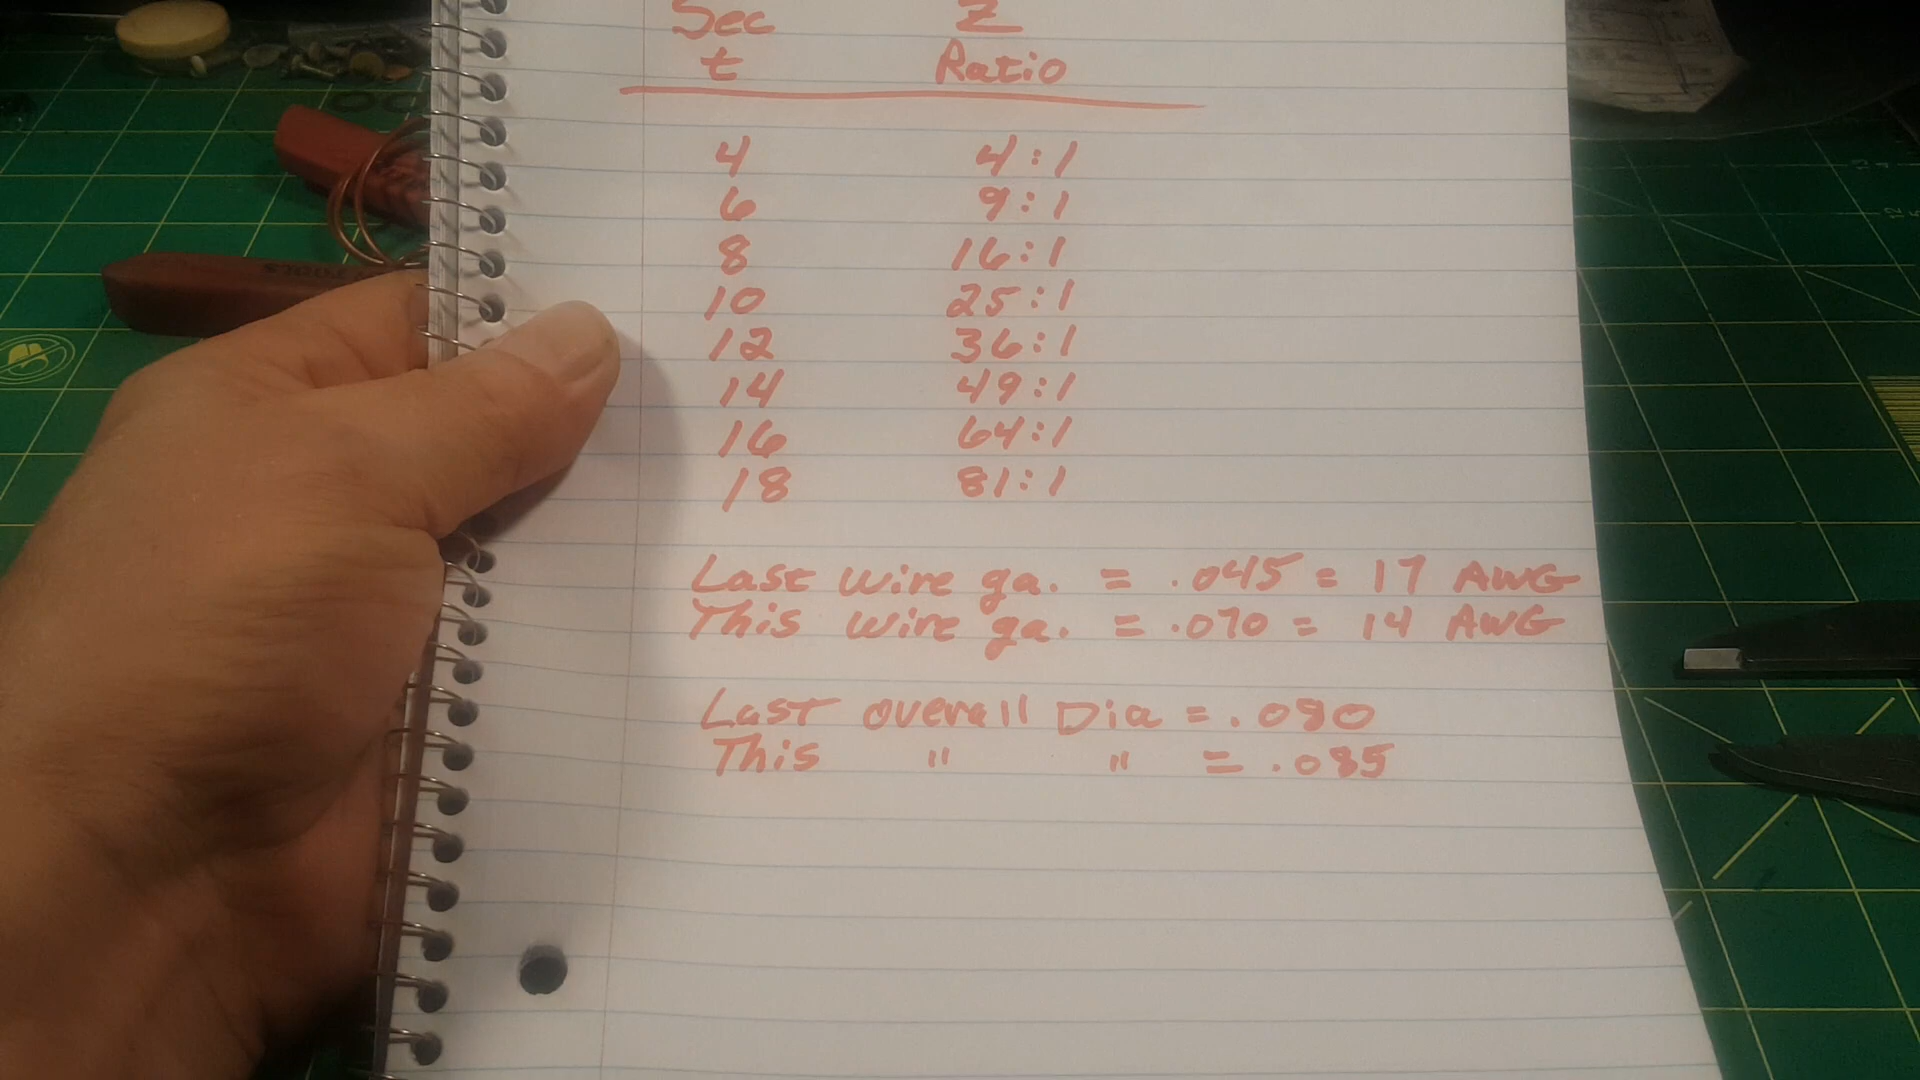 Sec Z
t Ratio
4 4:1
6 9:1
8 16:1
10 25:1
12 36:1
14 49:1
16 64:1
18 81:1
Last wire ga. = .045 = 17 AWG
This wire ga. = .070 = 14 AWG
Last overall Dia = .080
This " " = .085